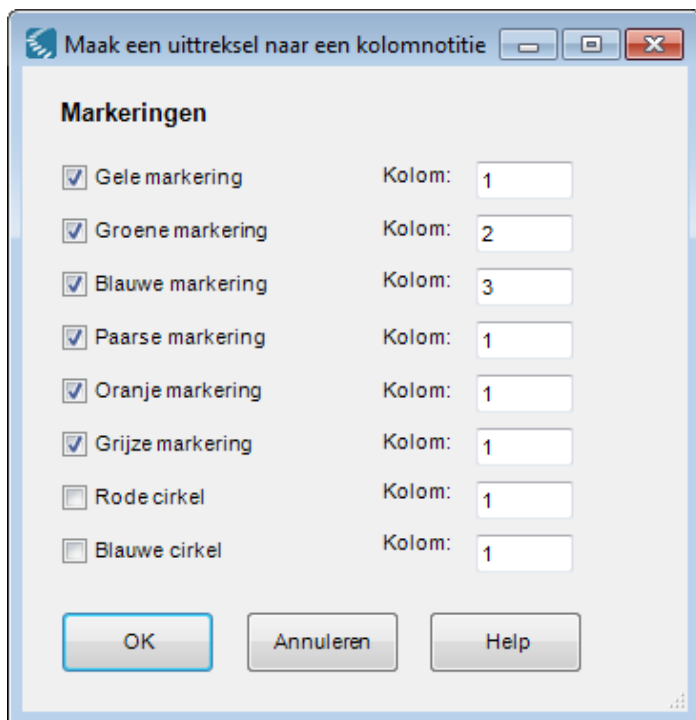 Maak een uittreksel naar een kolomnotitie
Markeringen
Gele markering Kolom: 1
Groene markering Kolom: 2
Blauwe markering Kolom: 3
Paarse markering Kolom: 1
Oranje markering Kolom: 1
Grijze markering Kolom: 1
Rode cirkel Kolom: 1
Blauwe cirkel Kolom: 1
OK Annuleren Help